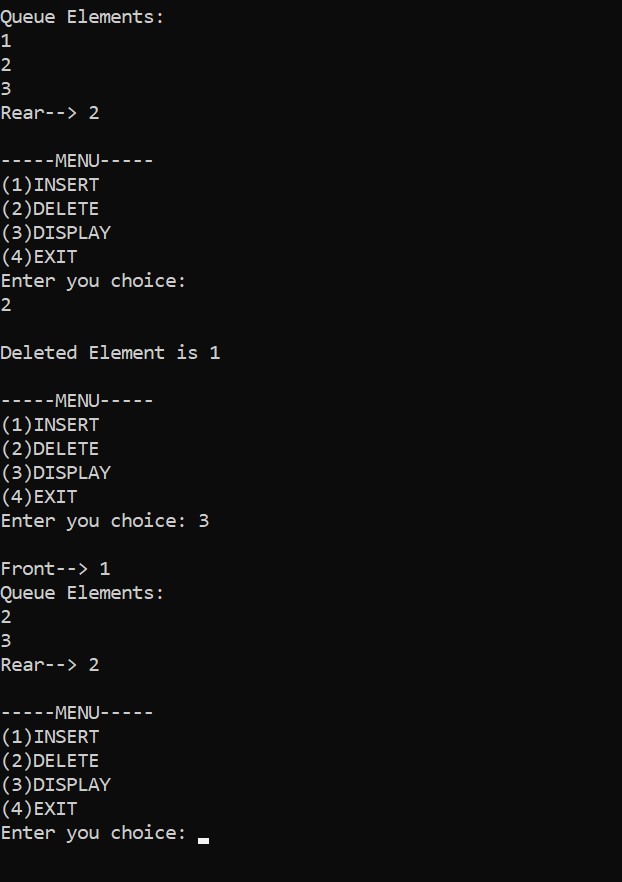 Queue Elements:
1
2
3
Rear--> 2
-----MENU-----
(1)INSERT
(2)DELETE
(3)DISPLAY
(4)EXIT
Enter you choice:
2
Deleted Element is 1
-----MENU-----
(1)INSERT
(2)DELETE
(3)DISPLAY
(4)EXIT
Enter you choice: 3
Front--> 1
Queue Elements:
2
3
Rear--> 2
-----MENU-----
(1)INSERT
(2)DELETE
(3)DISPLAY
(4)EXIT
Enter you choice: